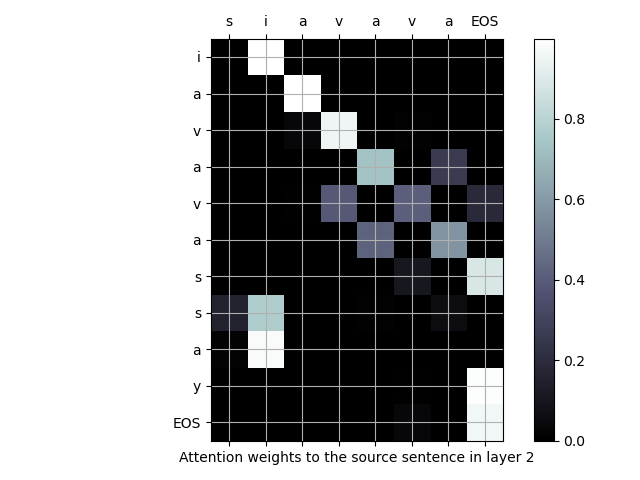 s i a v a v a EOS
i
a
v
a
v
a
s
s
a
y
EOS
0.8
0.6
0.4
0.2
0.0
Attention weights to the source sentence in layer 2